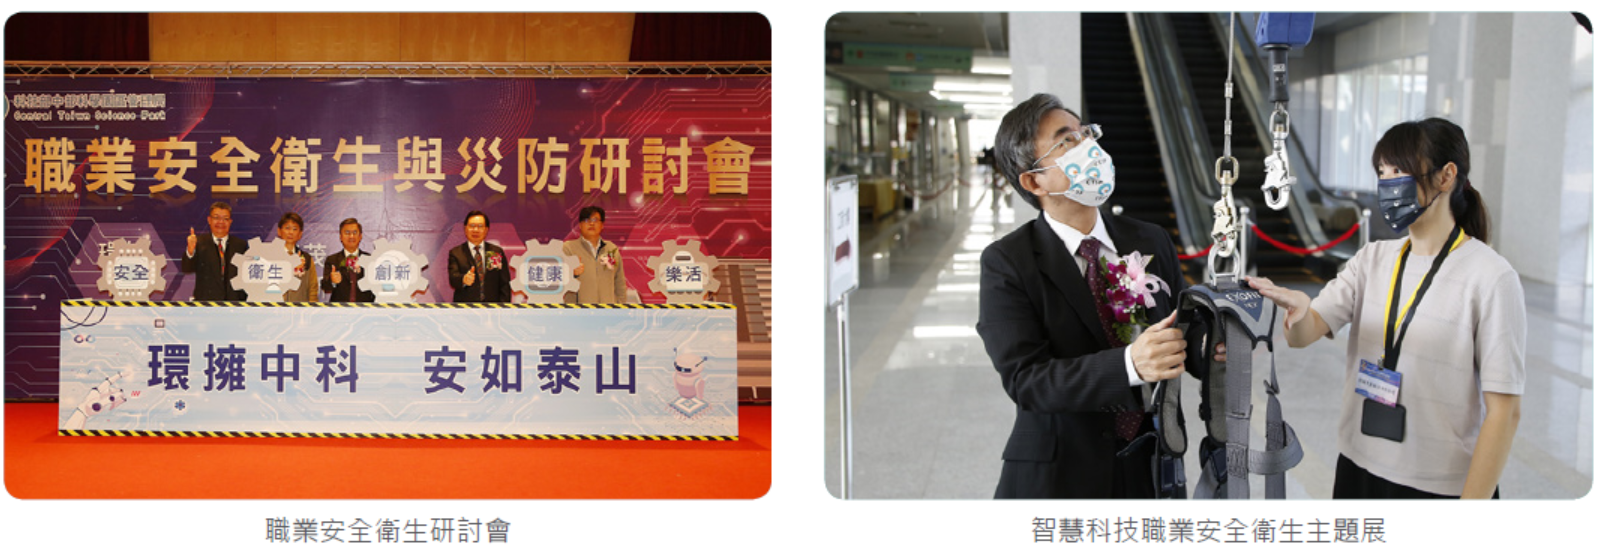 科技部中部科學園區管理局
Central Taiwan Science Park
職業安全衛生與災防研討會
安全
衛生
創新
健康
樂活
環擁中科 安如泰山
職業安全衛生研討會
智慧科技職業安全衛生主題展